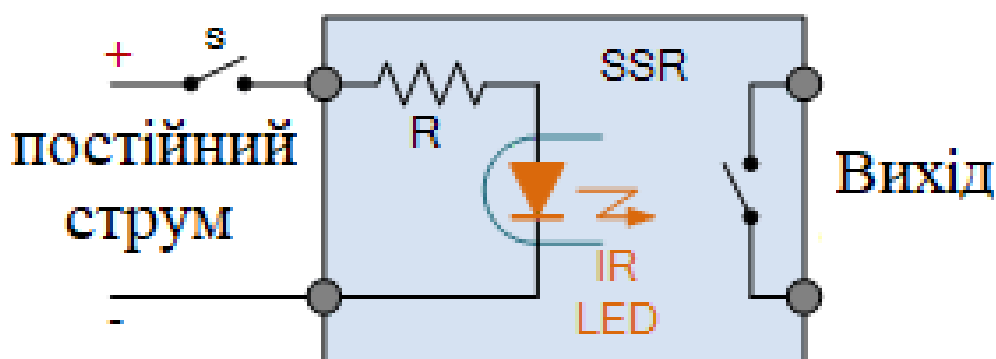 +
s
SSR
R
постійний
струм
Вихід
IR
LED
-